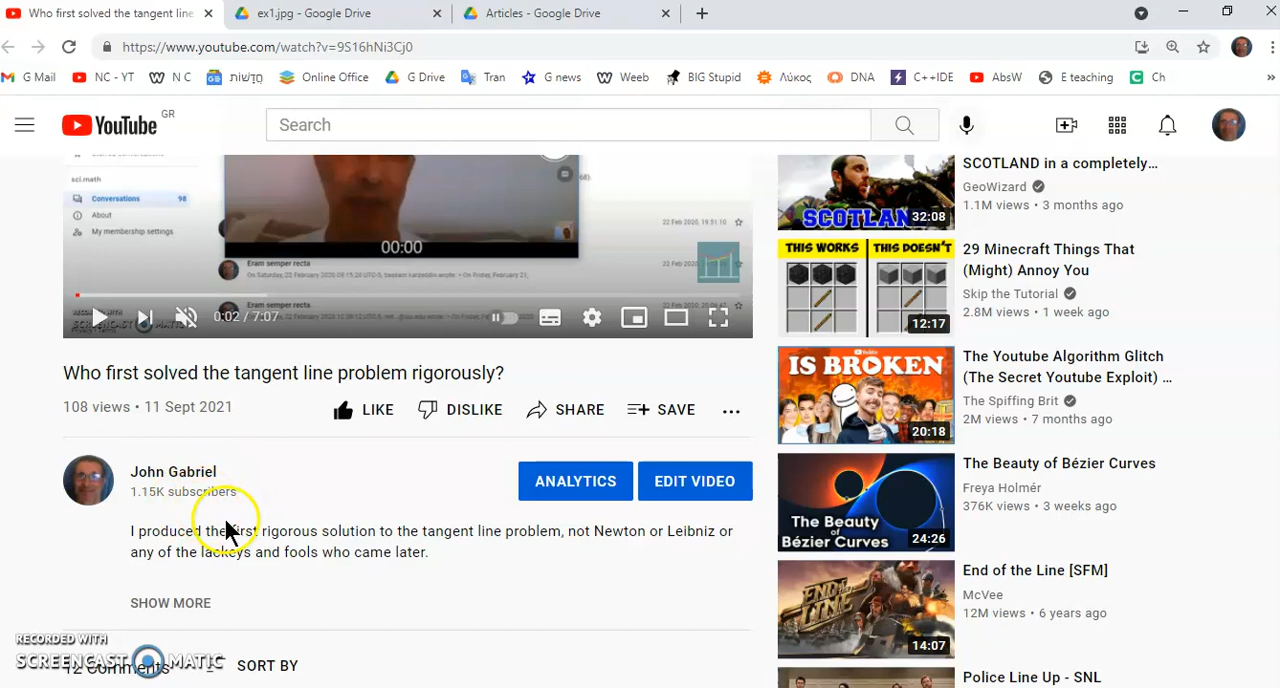 Who first solved the tangent line
ex1.jpg - Google Drive
Articles - Google Drive
https://www.youtube.com/watch?v=9S16hNi3Cj0
G Mail
NC - YT
N C
חֲדָשׁוֹת
Online Office
G Drive
Tran
G news
Weeb
BIG Stupid
Λύκος
DNA
C++IDE
AbsW
E teaching
Ch
»
YouTube GR
Search
sci.math
Conversations 98
About
My membership settings
00:00
22 Feb 2020, 19:51:10
Eram semper recta
Eram semper recta
0:02 / 7:07
Who first solved the tangent line problem rigorously?
108 views • 11 Sept 2021
LIKE
DISLIKE
SHARE
SAVE
John Gabriel
1.15K subscribers
ANALYTICS
EDIT VIDEO
I produced the first rigorous solution to the tangent line problem, not Newton or Leibniz or
any of the lackeys and fools who came later.
SHOW MORE
RECORDED WITH
SCREENCAST MATIC
12 Comments
SORT BY
SCOTLAND
32:08
SCOTLAND in a completely…
GeoWizard
1.1M views • 3 months ago
THIS WORKS
THIS DOESN'T
12:17
29 Minecraft Things That
(Might) Annoy You
Skip the Tutorial
2.8M views • 1 week ago
YouTube
IS BROKEN
20:18
The Youtube Algorithm Glitch
(The Secret Youtube Exploit) …
The Spiffing Brit
2M views • 7 months ago
The Beauty of
Bézier Curves
24:26
The Beauty of Bézier Curves
Freya Holmér
376K views • 3 weeks ago
END OF THE LINE
14:07
End of the Line [SFM]
McVee
12M views • 6 years ago
Police Line Up - SNL